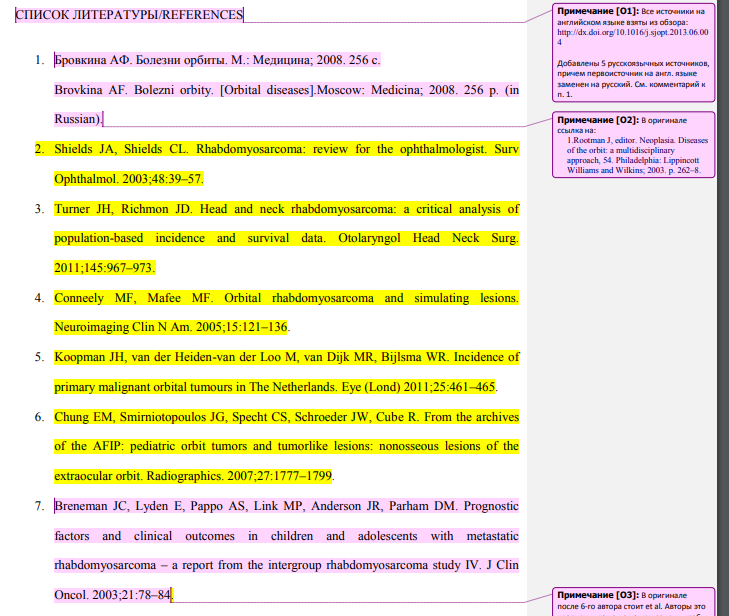 СПИСОК ЛИТЕРАТУРЫ/REFERENCES
1. Бровкина АФ. Болезни орбиты. М.: Медицина; 2008. 256 с.
Brovkina AF. Bolezni orbity. [Orbital diseases].Moscow: Medicina; 2008. 256 p. (in
Russian).
2. Shields JA, Shields CL. Rhabdomyosarcoma: review for the ophthalmologist. Surv
Ophthalmol. 2003;48:39–57.
3. Turner JH, Richmon JD. Head and neck rhabdomyosarcoma: a critical analysis of
population-based incidence and survival data. Otolaryngol Head Neck Surg.
2011;145:967–973.
4. Conneely MF, Mafee MF. Orbital rhabdomyosarcoma and simulating lesions.
Neuroimaging Clin N Am. 2005;15:121–136.
5. Koopman JH, van der Heiden-van der Loo M, van Dijk MR, Bijlsma WR. Incidence of
primary malignant orbital tumours in The Netherlands. Eye (Lond) 2011;25:461–465.
6. Chung EM, Smirniotopoulos JG, Specht CS, Schroeder JW, Cube R. From the archives
of the AFIP: pediatric orbit tumors and tumorlike lesions: nonosseous lesions of the
extraocular orbit. Radiographics. 2007;27:1777–1799.
7. Breneman JC, Lyden E, Pappo AS, Link MP, Anderson JR, Parham DM. Prognostic
factors and clinical outcomes in children and adolescents with metastatic
rhabdomyosarcoma – a report from the intergroup rhabdomyosarcoma study IV. J Clin
Oncol. 2003;21:78–84.
Примечание [O1]: Все источники на
английском языке взяты из обзора:
http://dx.doi.org/10.1016/j.sjopt.2013.06.00
4
Добавлены 5 русскоязычных источников,
причем первоисточник на англ. языке
заменен на русский. См. комментарий к
п. 1.
Примечание [O2]: В оригинале
ссылка на:
1.Rootman J, editor. Neoplasia. Diseases
of the orbit: a multidisciplinary
approach, 54. Philadelphia: Lippincott
Williams and Wilkins; 2003. p. 262–8.
Примечание [O3]: В оригинале
после 6-го автора стоит et al. Авторы это